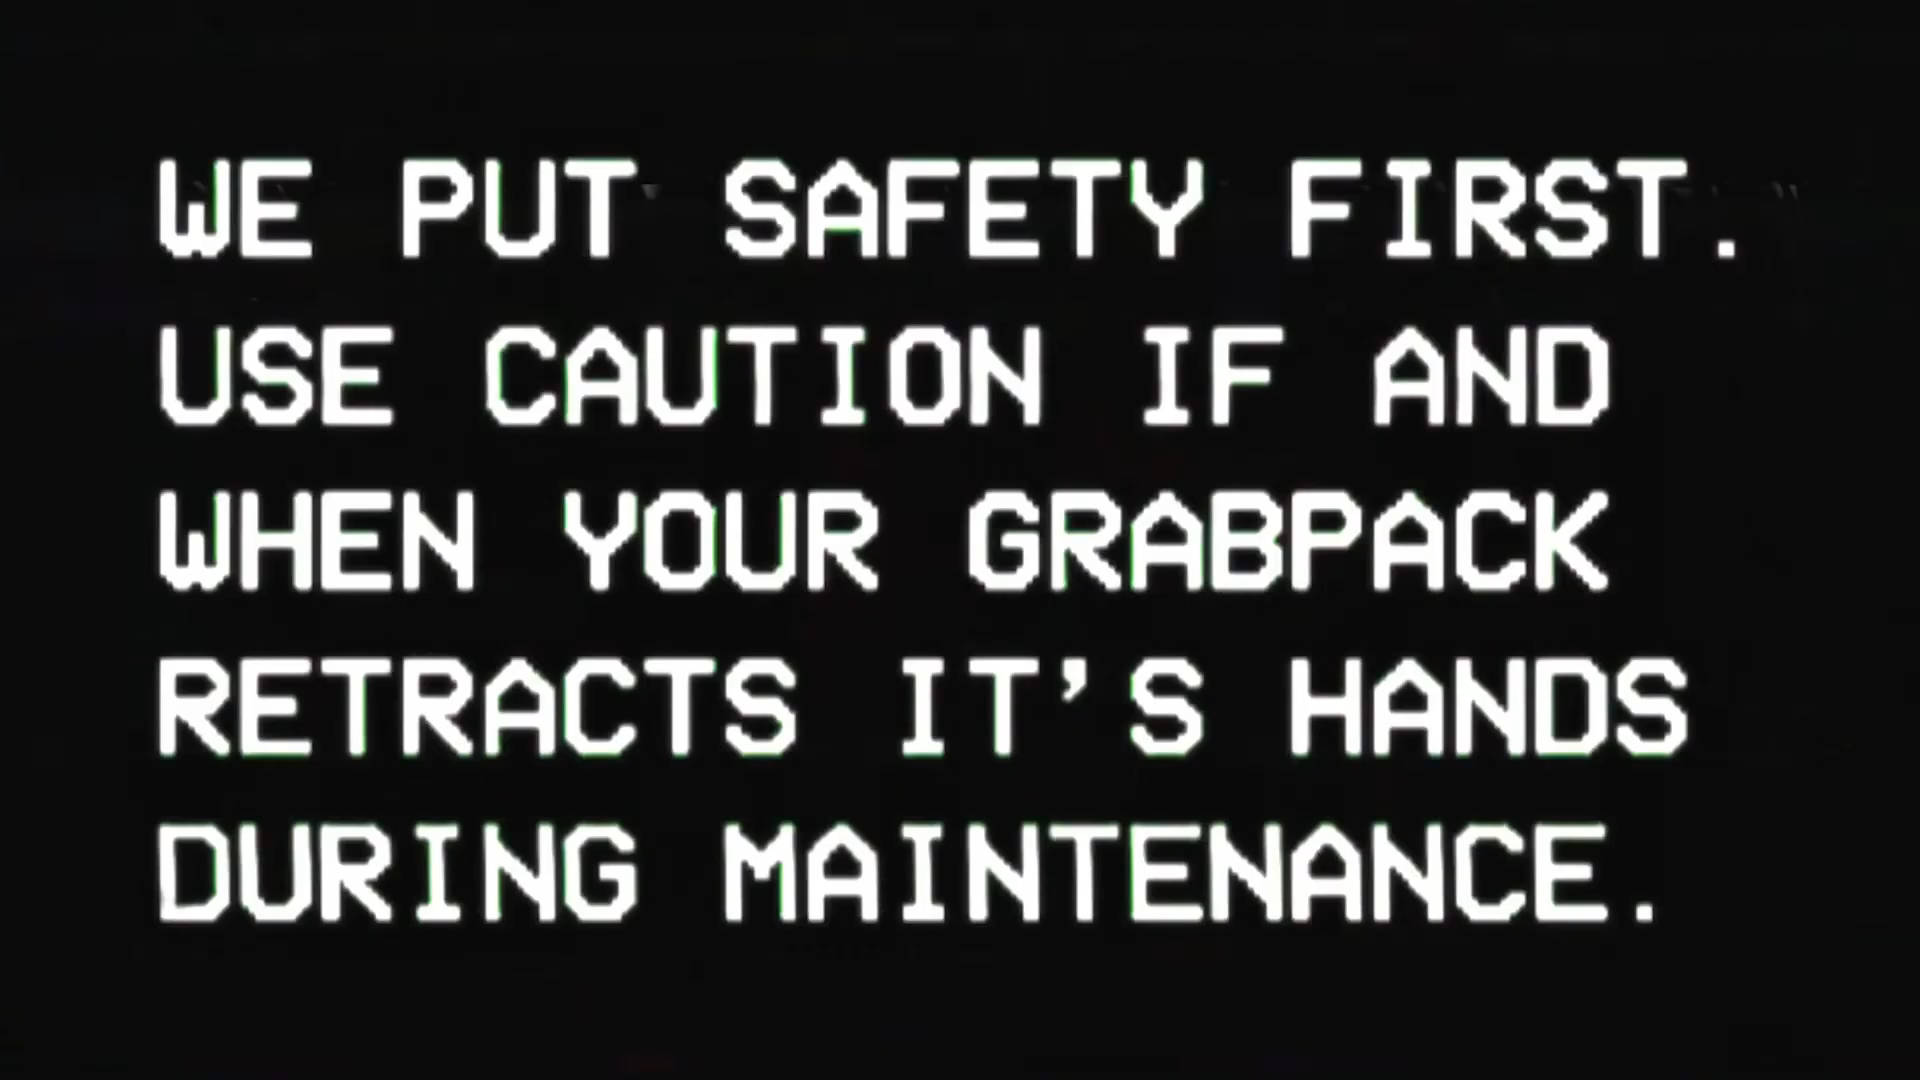 WE PUT SAFETY FIRST.
USE CAUTION IF AND
WHEN YOUR GRABPACK
RETRACTS IT’S HANDS
DURING MAINTENANCE.